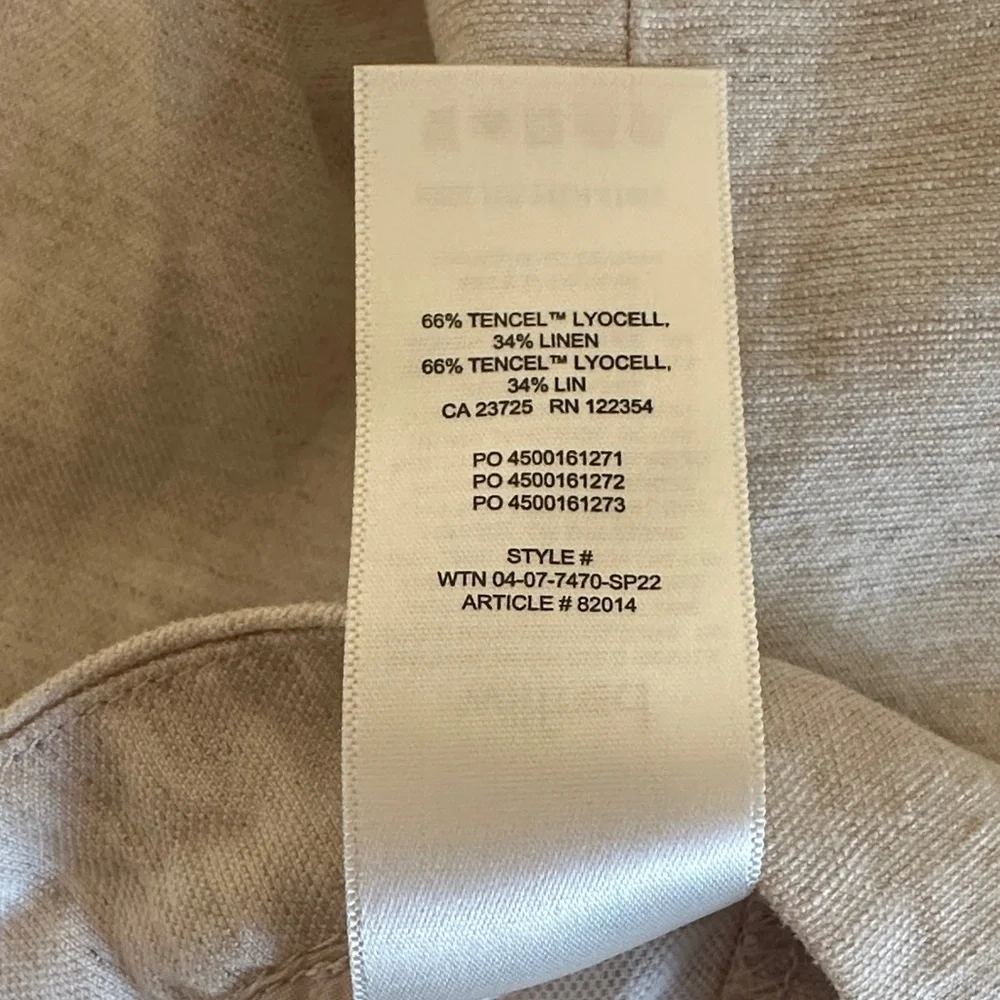 66% TENCEL™ LYOCELL,
34% LINEN
66% TENCEL™ LYOCELL,
34% LIN
CA 23725 RN 122354
PO 4500161271
PO 4500161272
PO 4500161273
STYLE #
WTN 04-07-7470-SP22
ARTICLE # 82014